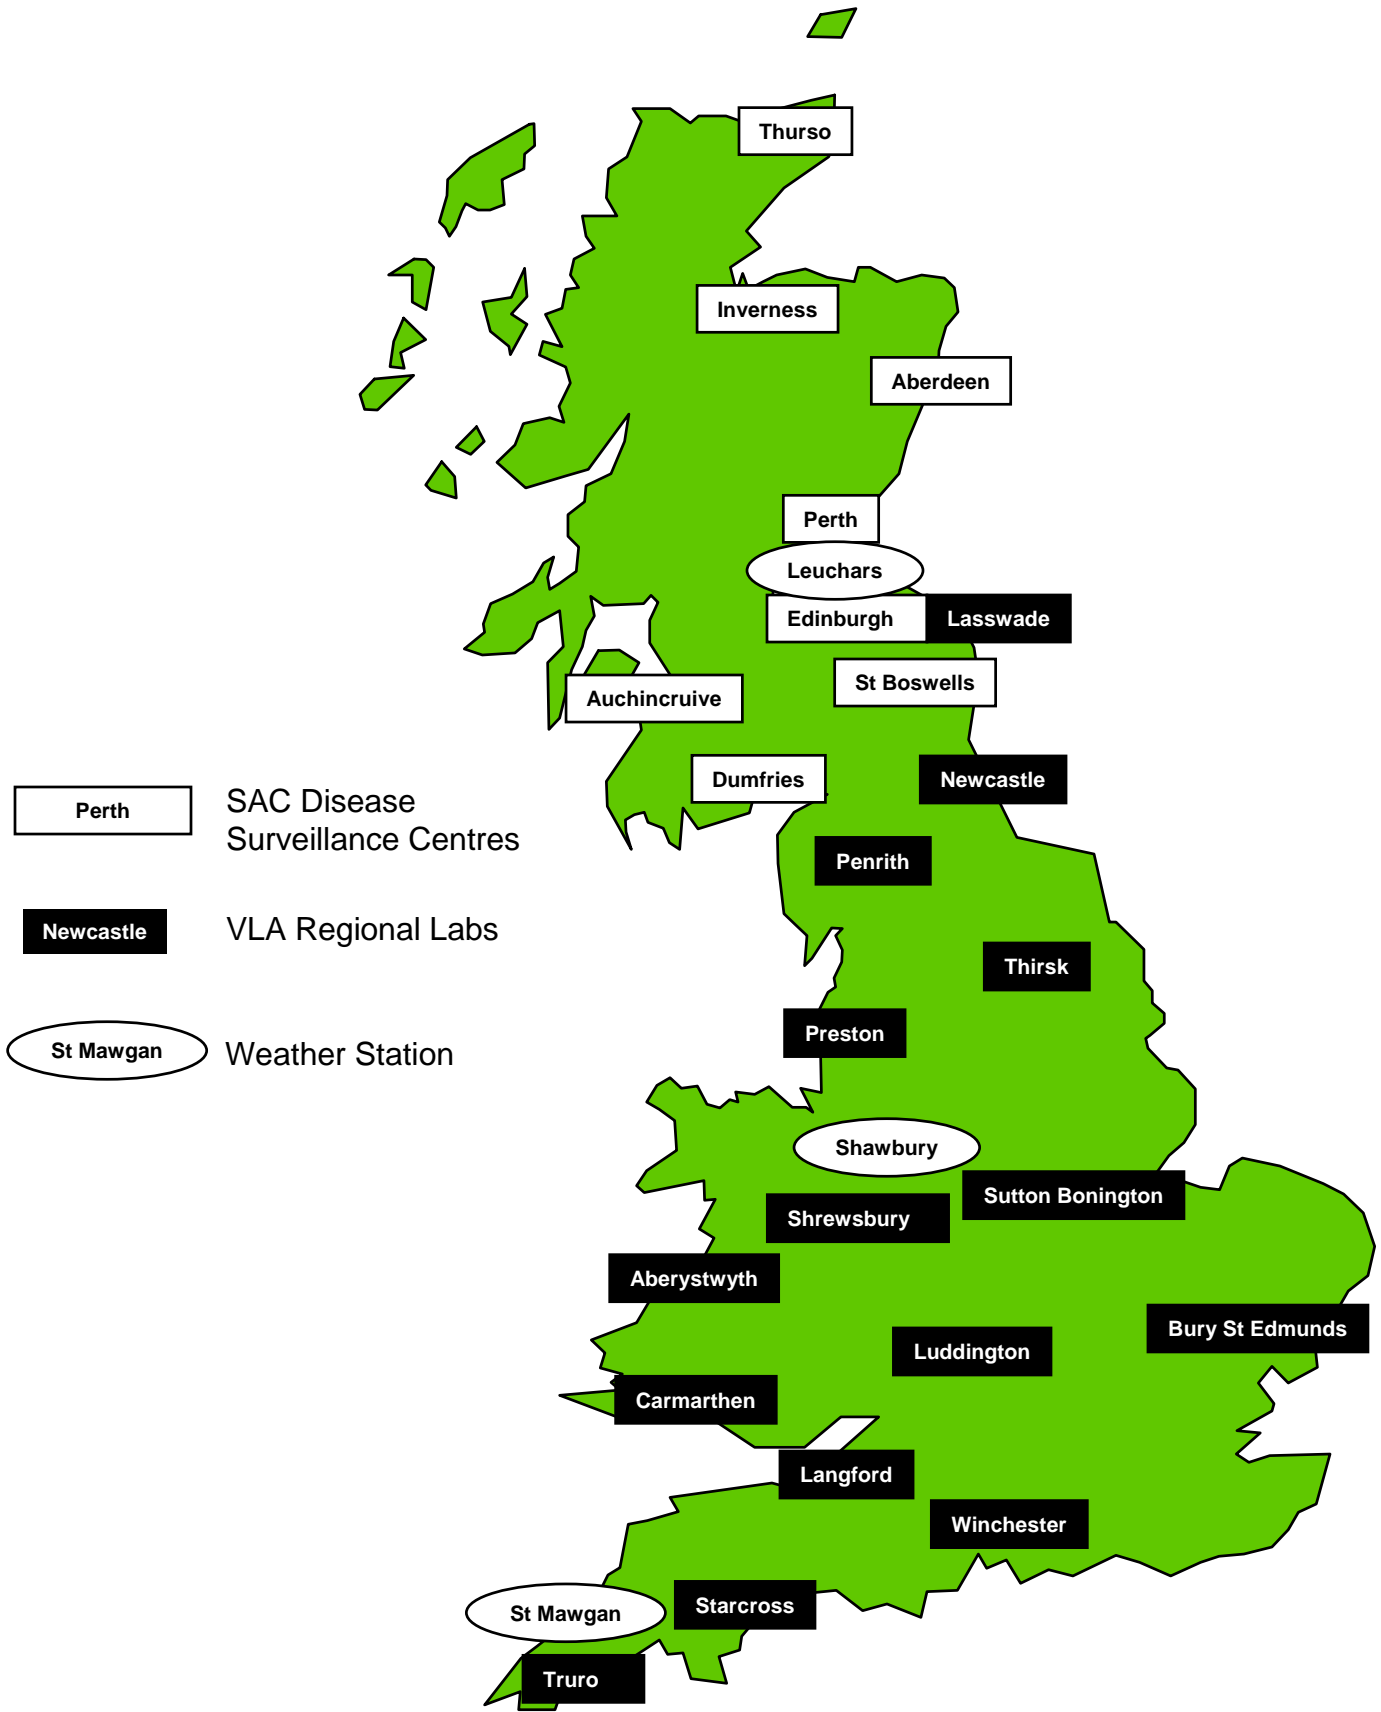 Thurso
Inverness
Aberdeen
Perth
Leuchars
Edinburgh
Lasswade
St Boswells
Auchincruive
Dumfries
Newcastle
Perth
SAC Disease
Surveillance Centres
Penrith
Newcastle
VLA Regional Labs
Thirsk
Preston
St Mawgan
Weather Station
Shawbury
Sutton Bonington
Shrewsbury
Aberystwyth
Bury St Edmunds
Luddington
Carmarthen
Langford
Winchester
Starcross
St Mawgan
Truro